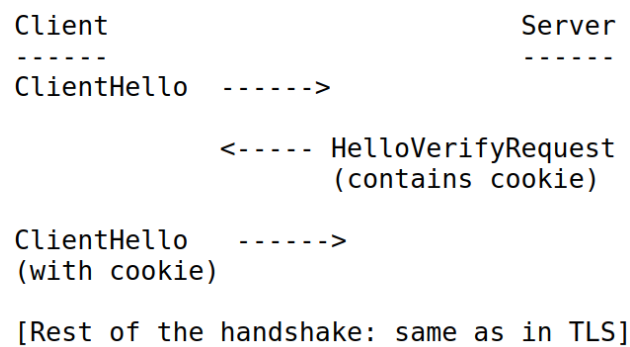 Client                          Server
------                          ------
ClientHello  ------>
<----- HelloVerifyRequest
(contains cookie)
ClientHello   ------>
(with cookie)
[Rest of the handshake: same as in TLS]